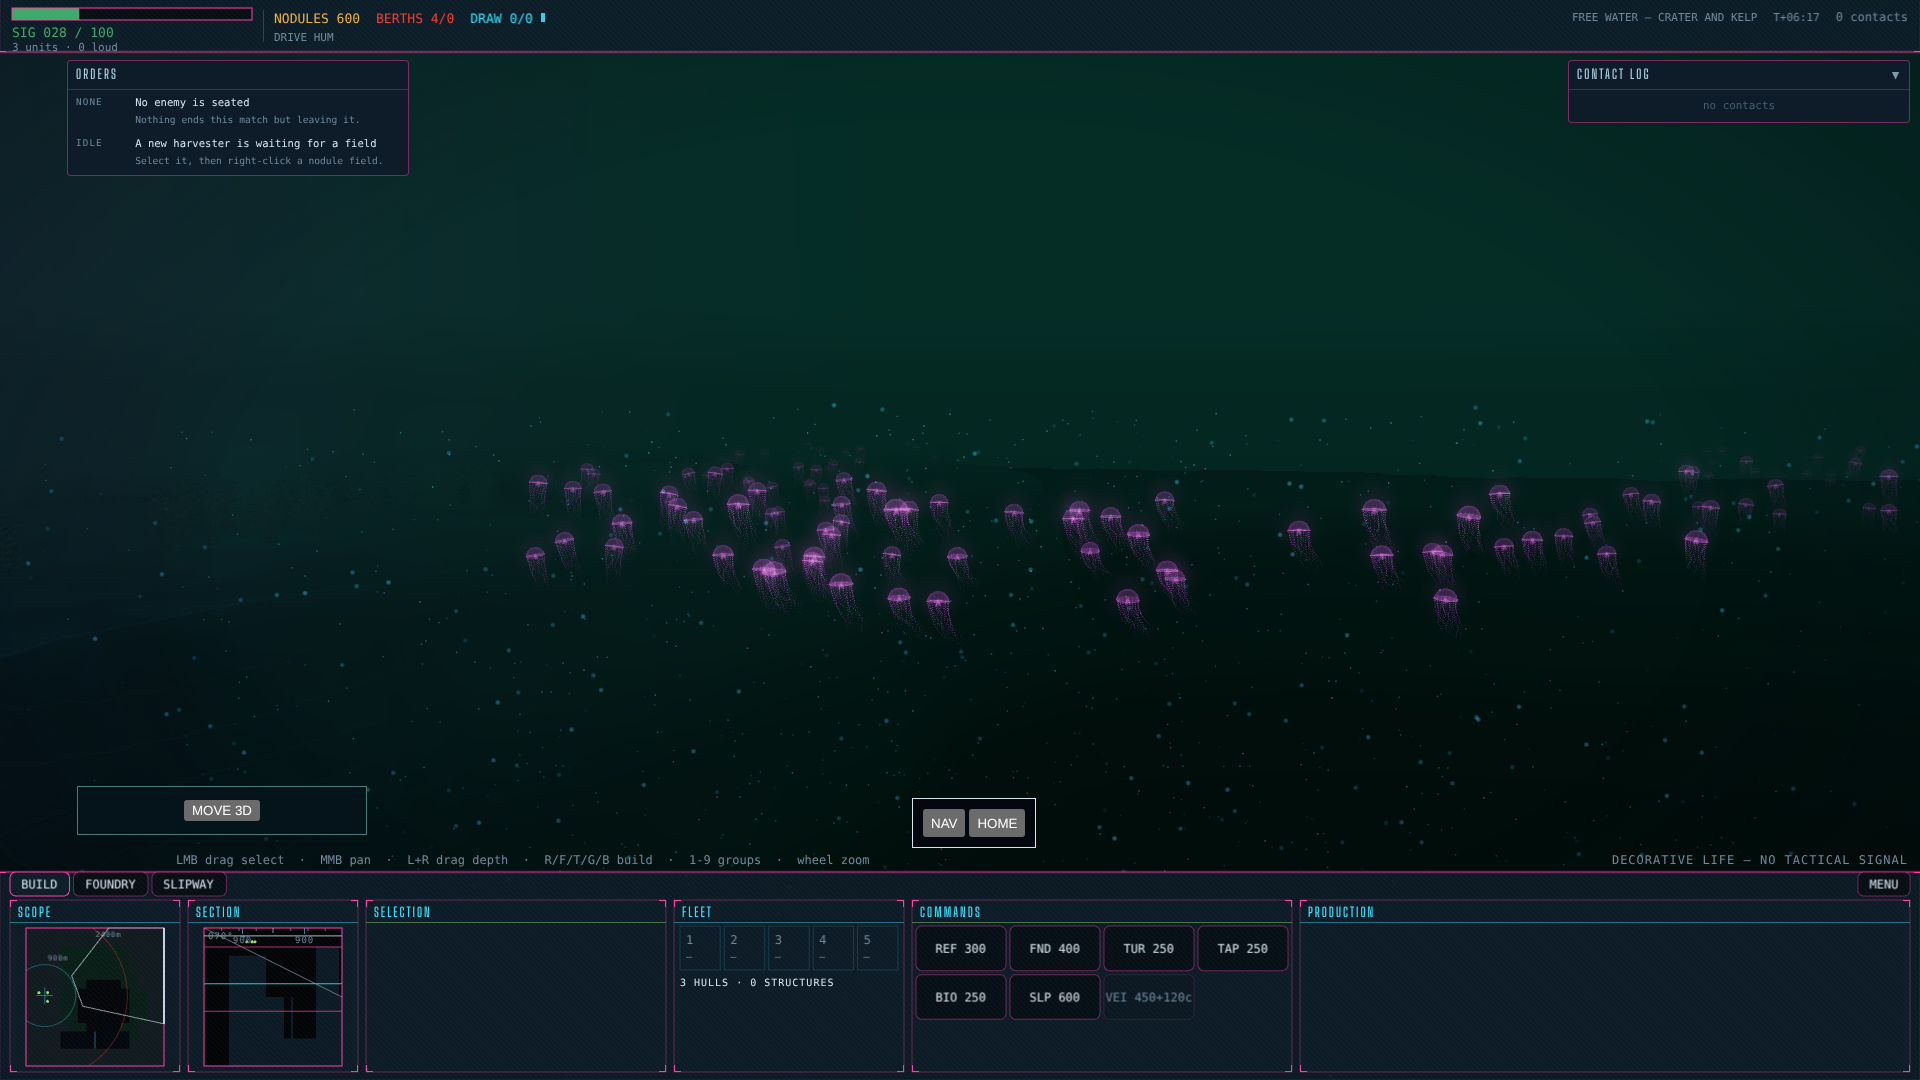 SIG 028 / 100
3 units · 0 loud
NODULES 600 BERTHS 4/0 DRAW 0/0
DRIVE HUM
FREE WATER — CRATER AND KELP T+06:17 0 contacts
ORDERS
NONE No enemy is seated
Nothing ends this match but leaving it.
IDLE A new harvester is waiting for a field
Select it, then right-click a nodule field.
CONTACT LOG ▼
no contacts
MOVE 3D
NAV HOME
LMB drag select · MMB pan · L+R drag depth · R/F/T/G/B build · 1-9 groups · wheel zoom
DECORATIVE LIFE — NO TACTICAL SIGNAL
BUILD FOUNDRY SLIPWAY
MENU
SCOPE
2400m
900m
SECTION
070°
900
900
SELECTION
FLEET
1 2 3 4 5
— — — — —
3 HULLS · 0 STRUCTURES
COMMANDS
REF 300 FND 400 TUR 250 TAP 250
BIO 250 SLP 600 VEI 450+120c
PRODUCTION